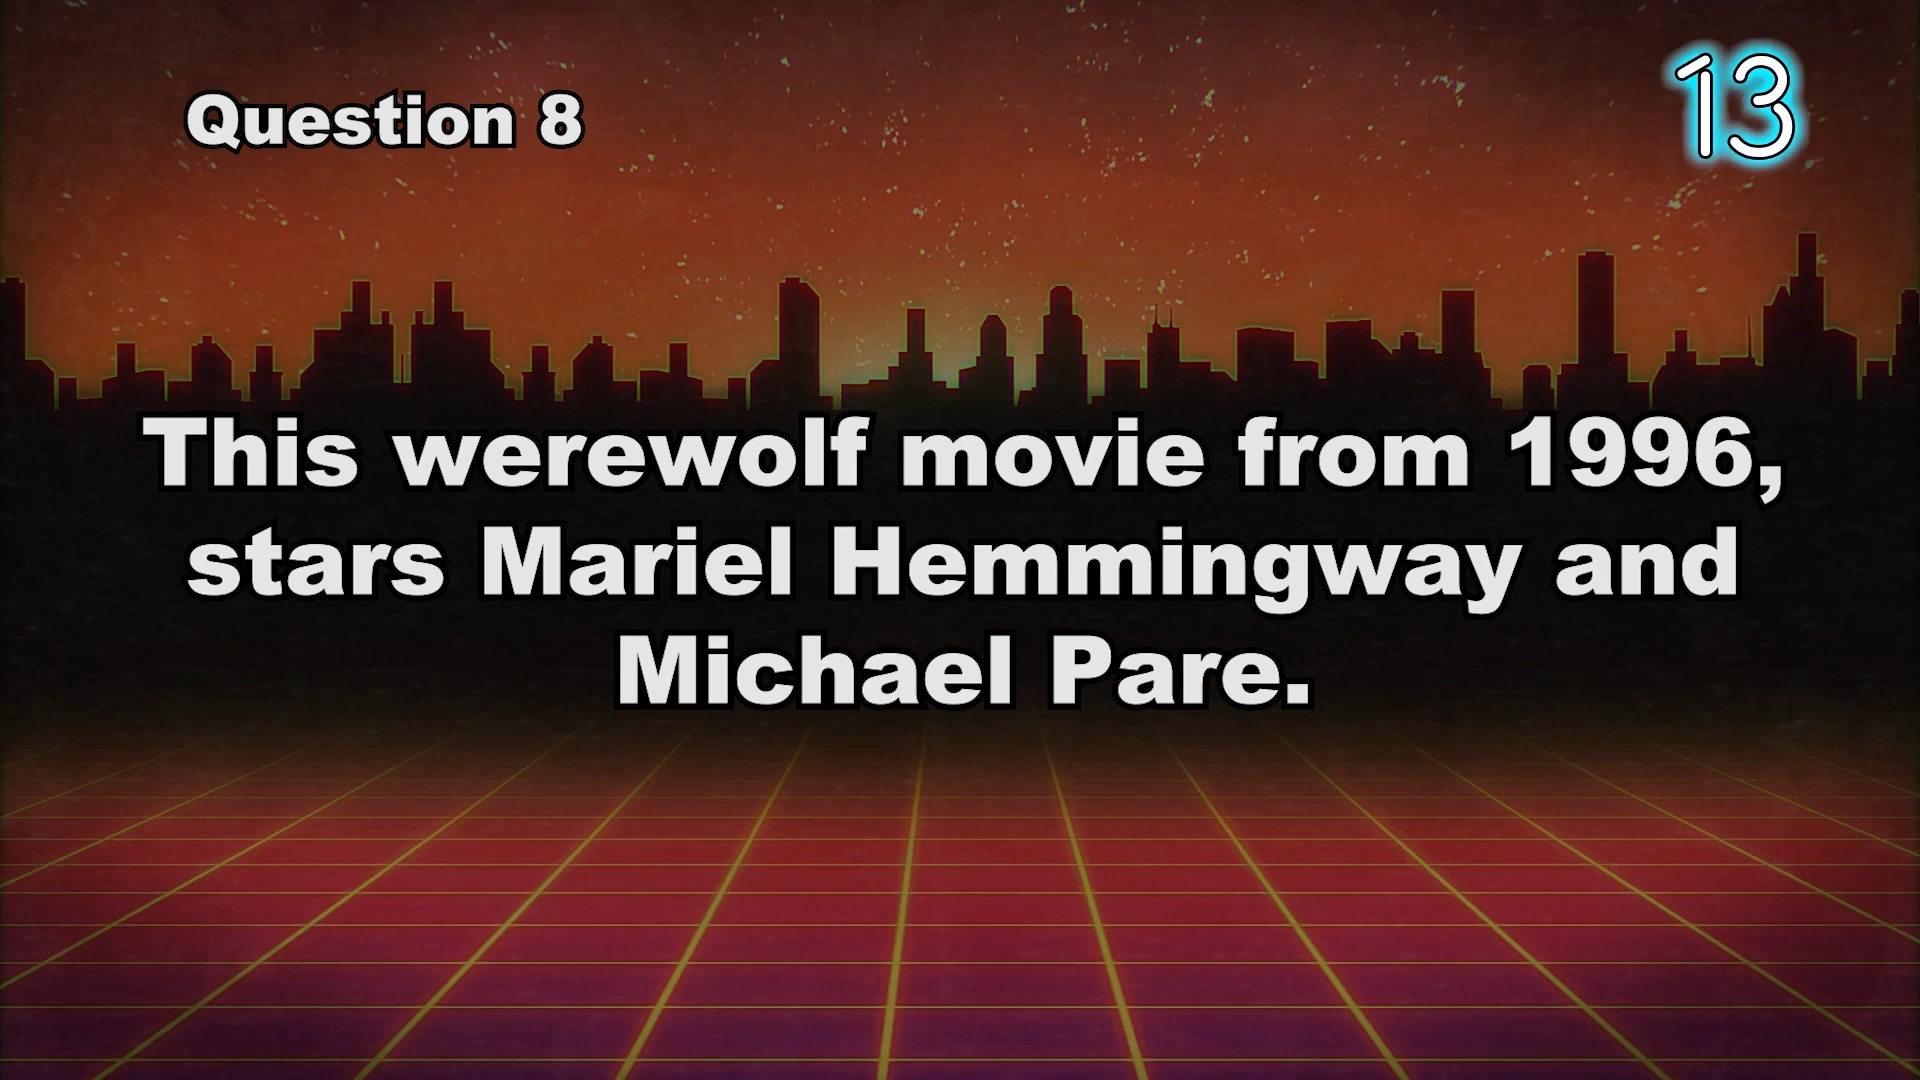 Question 8
13
This werewolf movie from 1996,
stars Mariel Hemmingway and
Michael Pare.